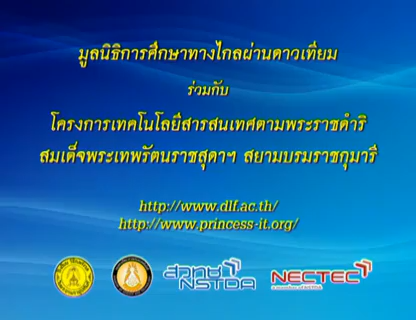 มูลนิธิการศึกษาทางไกลผ่านดาวเทียม
ร่วมกับ
โครงการเทคโนโลยีสารสนเทศตามพระราชดำริ
สมเด็จพระเทพรัตนราชสุดาฯ สยามบรมราชกุมารี
http://www.dlf.ac.th/
http://www.princess-it.org/
สวทช
NSTDA
NECTEC